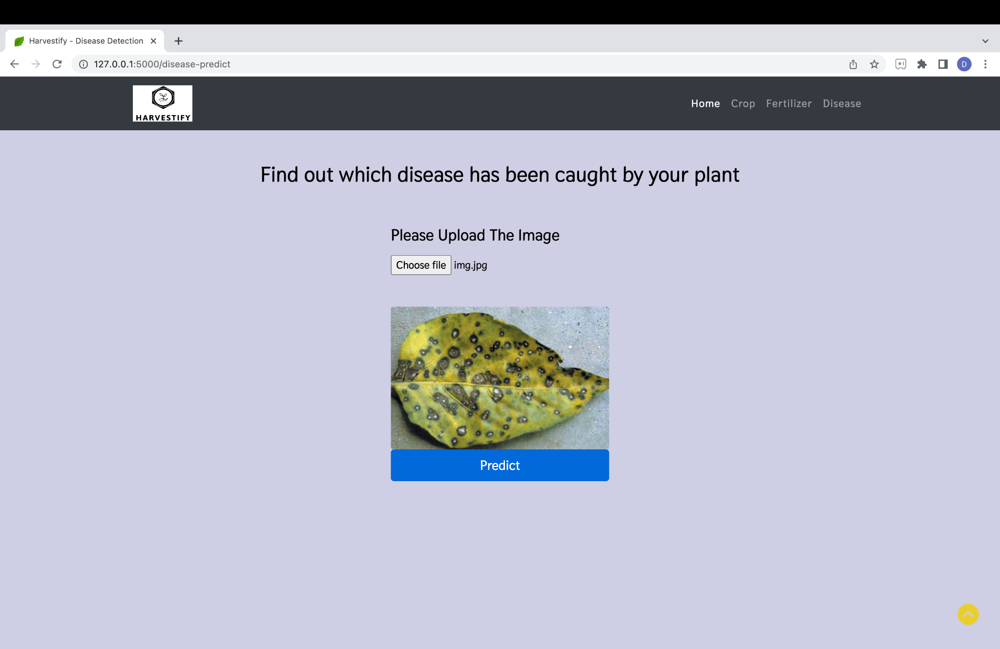 Harvestify - Disease Detection
127.0.0.1:5000/disease-predict
D
HARVESTIFY
Home Crop Fertilizer Disease
Find out which disease has been caught by your plant
Please Upload The Image
Choose file img.jpg
Predict